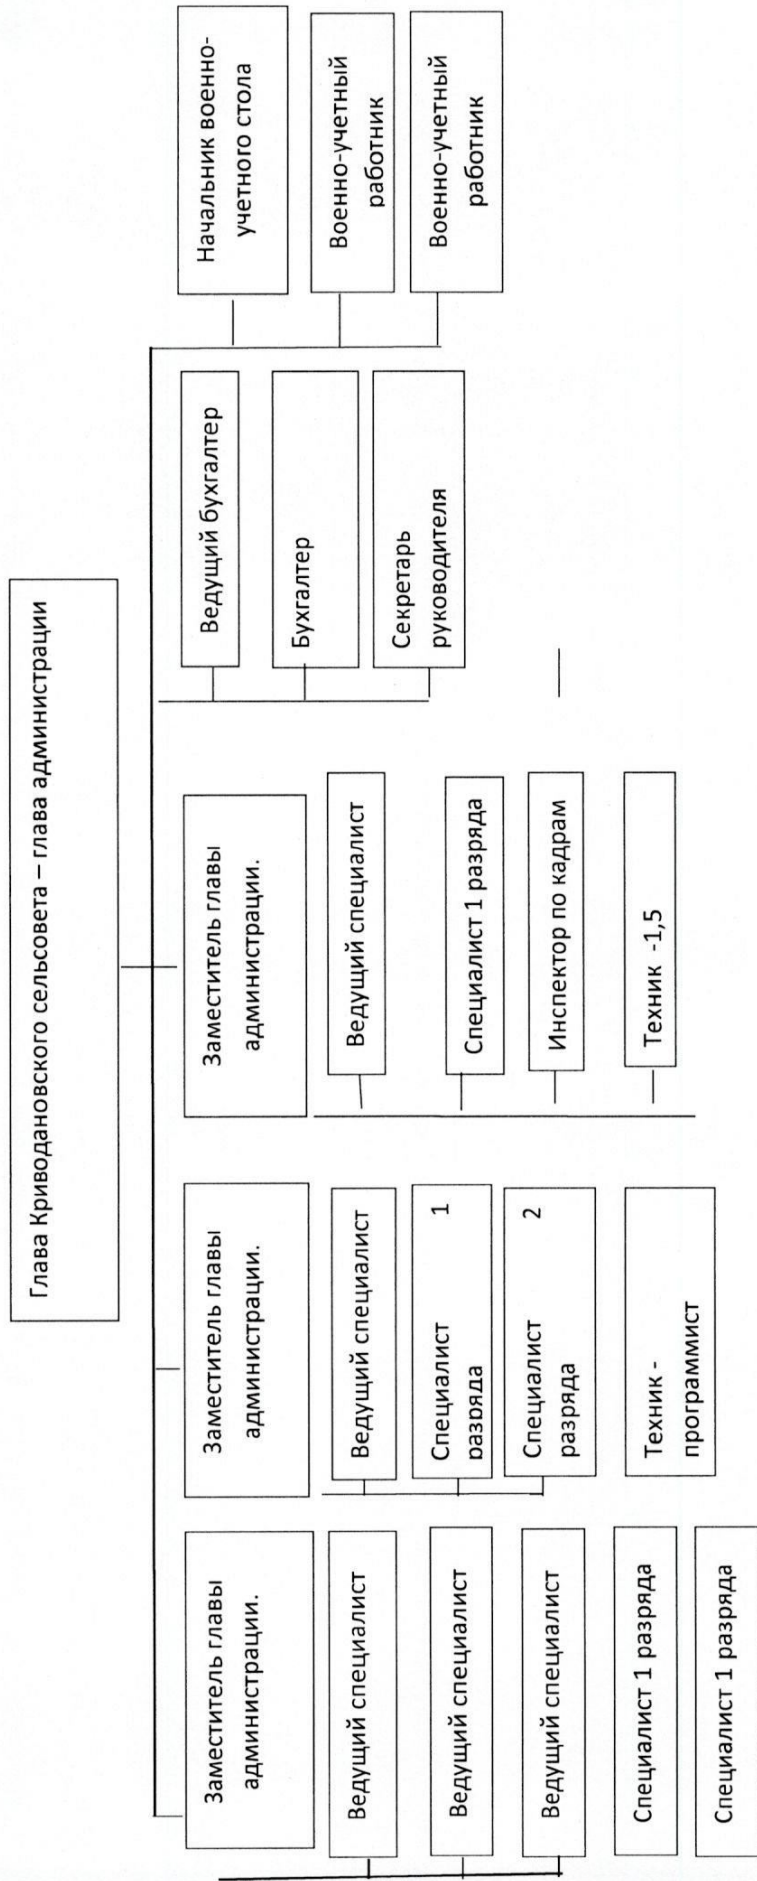 Глава Криводановского сельсовета – глава администрации
Заместитель главы
администрации.
Ведущий специалист
Ведущий специалист
Ведущий специалист
Специалист 1 разряда
Специалист 1 разряда
Заместитель главы
администрации.
Ведущий специалист
Специалист 1
разряда
Специалист 2
разряда
Техник -
программист
Заместитель главы
администрации.
Ведущий специалист
Специалист 1 разряда
Инспектор по кадрам
Техник -1,5
Ведущий бухгалтер
Бухгалтер
Секретарь
руководителя
Начальник военно-
учетного стола
Военно-учетный
работник
Военно-учетный
работник